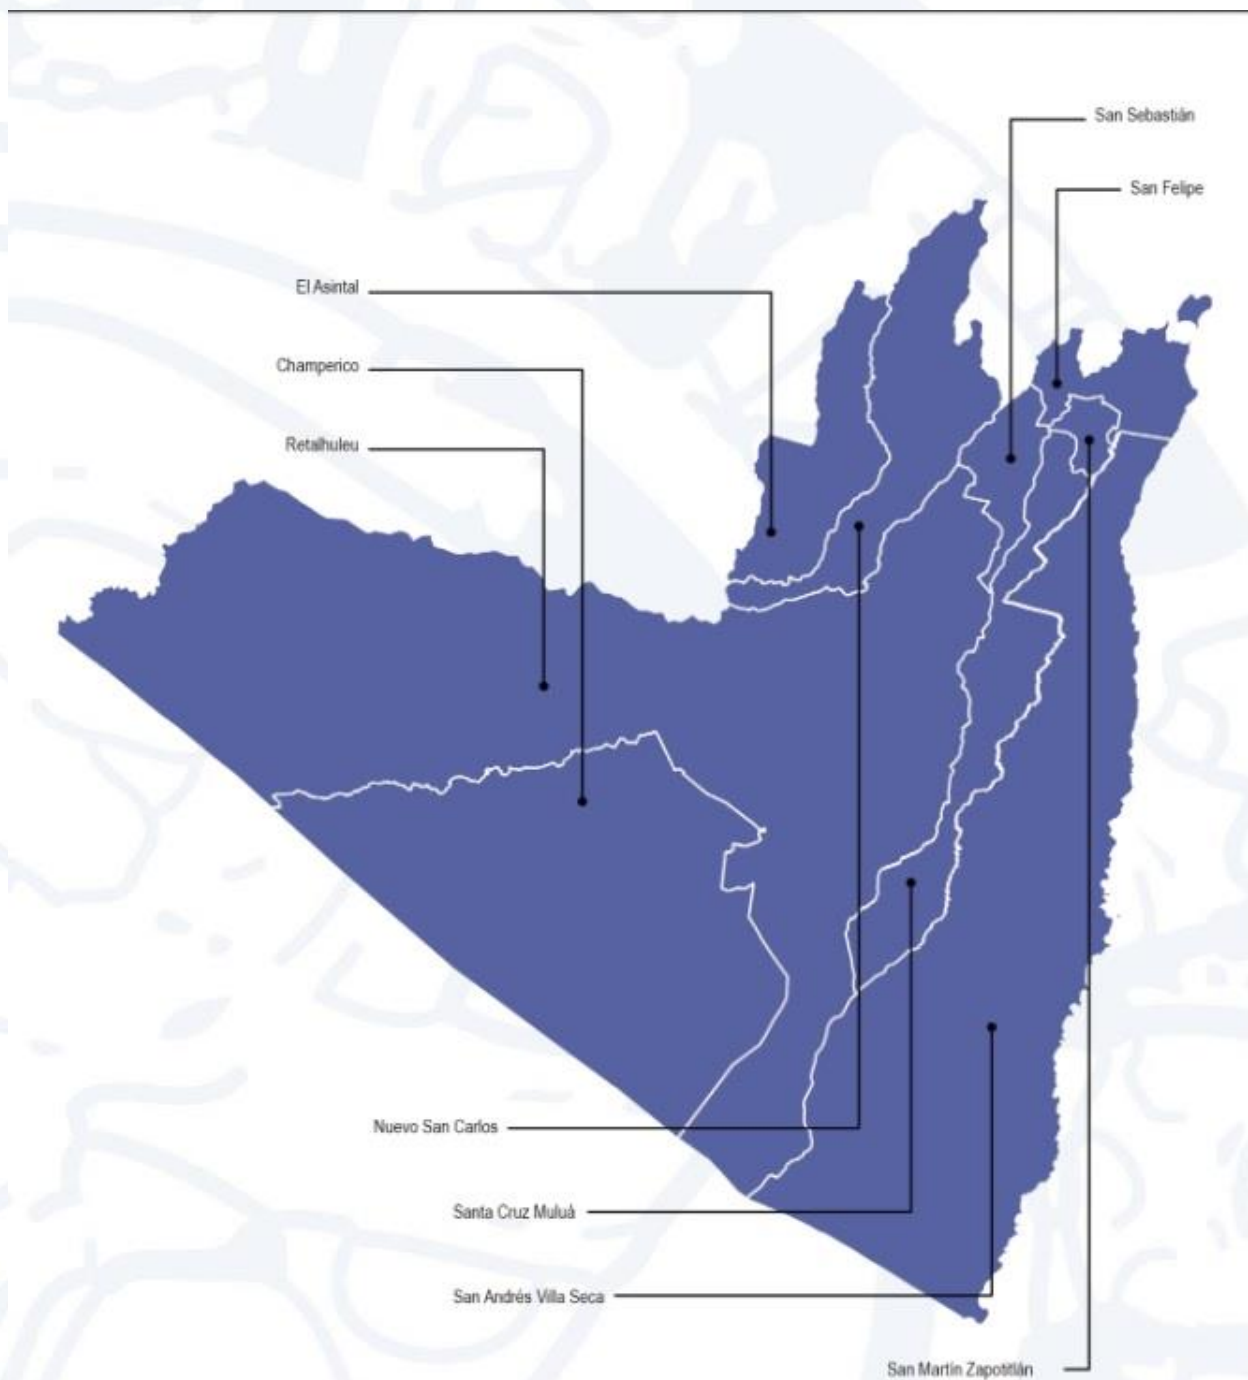 San Sebastián
San Felipe
El Asintal
Champerico
Retalhuleu
Nuevo San Carlos
Santa Cruz Muluà
San Andrés Villa Seca
San Martín Zapotitlán